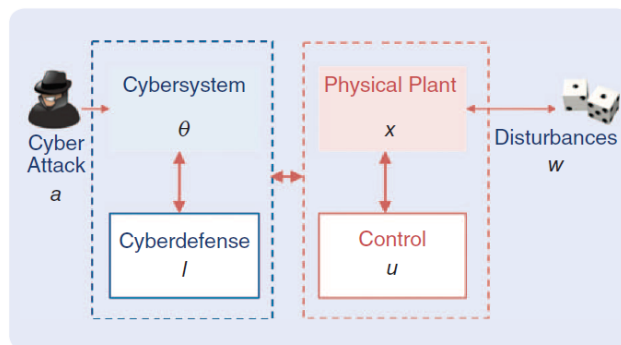 Cybersystem
θ
Physical Plant
x
Cyber
Attack
a
Disturbances
w
Cyberdefense
l
Control
u